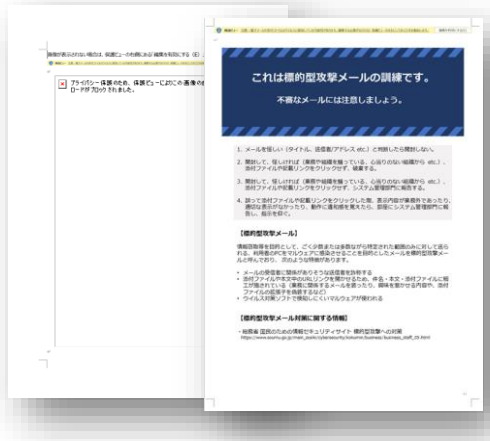 画像が表示されない場合は、保護ビューの右側にある「編集を有効にする（E）
プライバシー保護のため、保護ビューによりこの画像の
ロードがブロックされました。
これは標的型攻撃メールの訓練です。
不審なメールには注意しましょう。
1. メールを怪しい（タイトル、送信者/アドレス etc.）と判断したら開封しない。
2. 開封して、怪しければ（業務や組織を騙っている、心当りのない組織から etc.）、
添付ファイルや記載リンクをクリックせず、破棄する。
3. 開封して、怪しければ（業務や組織を騙っている、心当りのない組織から etc.）、
添付ファイルや記載リンクをクリックせず、システム管理部門に報告する。
4. 誤って添付ファイルや記載リンクをクリックした際、表示内容が業務外であったり、
適切な表示がなかったり、動作に違和感を覚えたら、即座にシステム管理部門に報
告し、指示を仰ぐ。
【標的型攻撃メール】
情報窃取等を目的として、ごく少数または多数ながら特定された範囲のみに対して送ら
れる、利用者のPCをマルウェアに感染させることを目的としたメールを標的型攻撃メー
ルと呼んでおり、次のような特徴があります。
・メールの受信者に関係がありそうな送信者を詐称する
・添付ファイルや本文中のURLリンクを開かせるため、件名・本文・添付ファイルに細
工が施されている（業務に関係するメールを装ったり、興味を惹かせる内容や、添付
ファイルの拡張子を偽装するなど）
・ウイルス対策ソフトで検知しにくいマルウェアが使われる
【標的型攻撃メール対策に関する情報】
・総務省 国民のための情報セキュリティサイト 標的型攻撃への対策